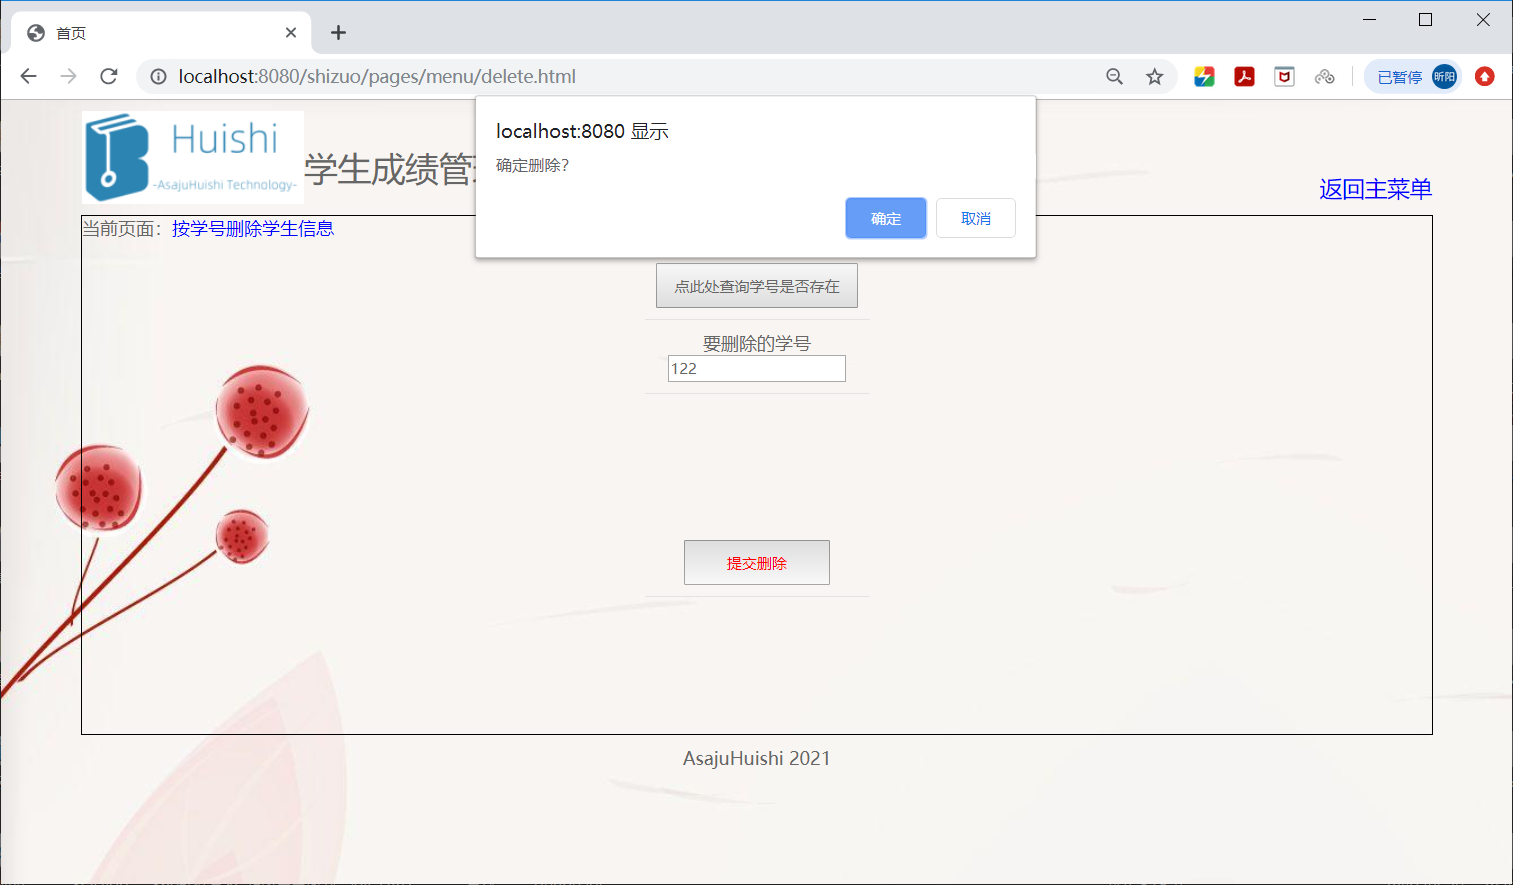 首页
localhost:8080/shizuo/pages/menu/delete.html
已暂停
昕阳
localhost:8080 显示
确定删除?
确定
取消
Huishi
-AsajuHuishi Technology-
学生成绩管
返回主菜单
当前页面：按学号删除学生信息
点此处查询学号是否存在
要删除的学号
122
提交删除
AsajuHuishi 2021